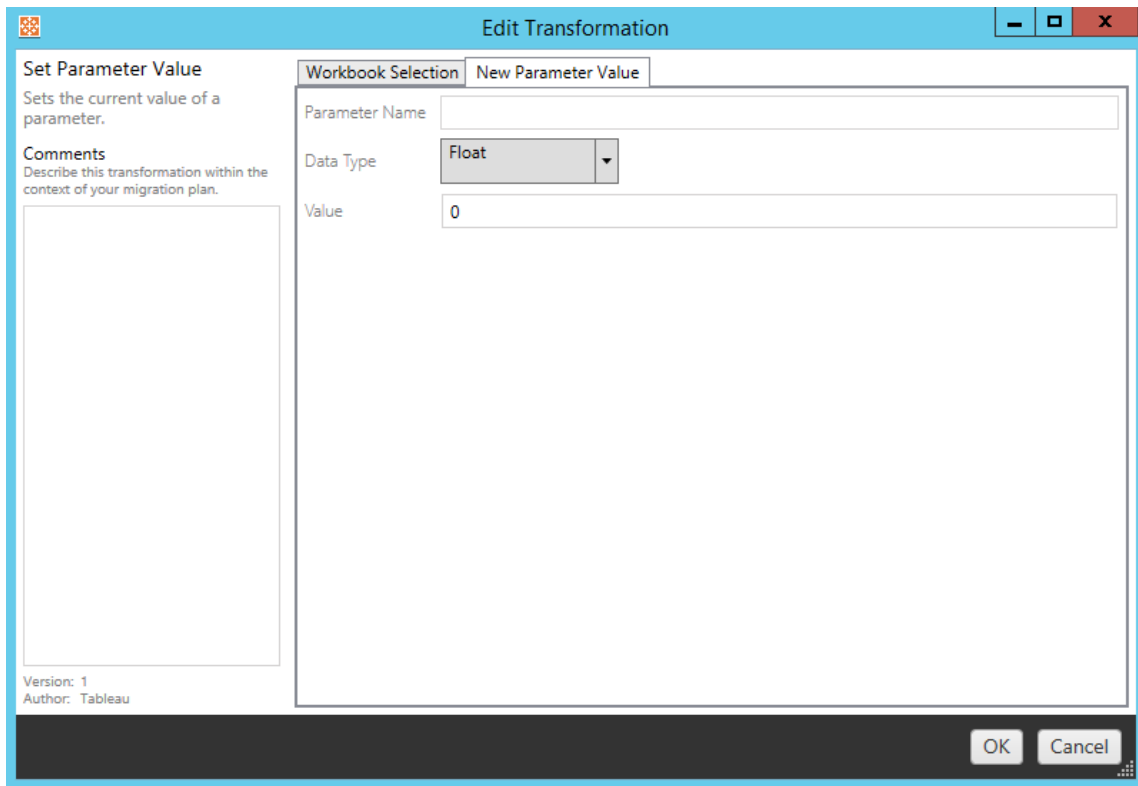 Edit Transformation
Set Parameter Value
Sets the current value of a
parameter.
Comments
Describe this transformation within the
context of your migration plan.
Version: 1
Author: Tableau
Workbook Selection
New Parameter Value
Parameter Name
Data Type
Float
Value
0
OK
Cancel